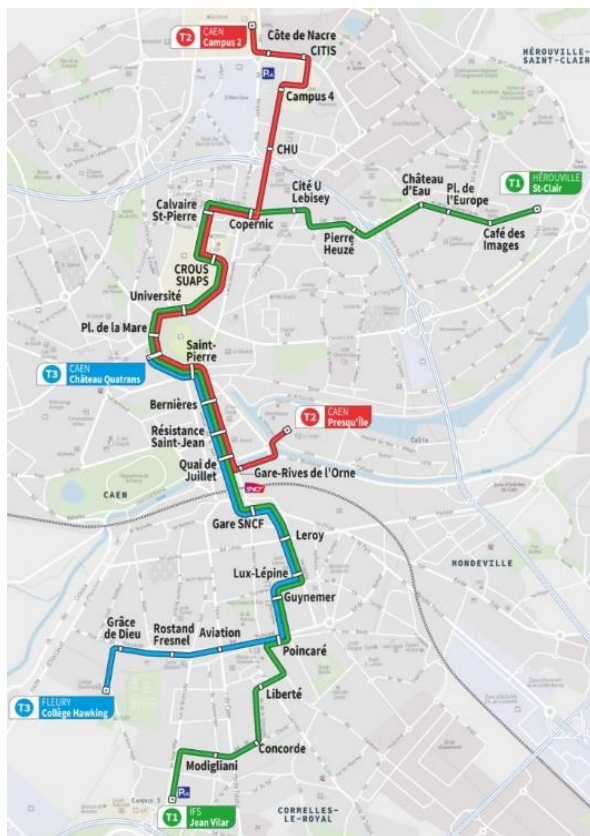 T2
CAEN
Campus 2
Côte de Nacre
CITIS
HÉROUVILLE-
SAINT-CLAIR
P+R
Campus 4
CHU
Château
d'Eau
Pl. de
l'Europe
T1
HÉROUVILLE
St-Clair
Cité U
Lebisey
Calvaire
St-Pierre
Copernic
Pierre
Heuzé
Café des
Images
CROUS
SUAPS
Université
Pl. de la Mare
Saint-
Pierre
T3
CAEN
Château Quatrans
Bernières
T2
CAEN
Presqu'île
Résistance
Saint-Jean
Quai de
Juillet
Gare-Rives de l'Orne
CAEN
SNCF
Gare SNCF
Leroy
MONDEVILLE
Lux-Lépine
Guynemer
Grâce
de Dieu
Rostand
Fresnel
Aviation
Poincaré
T3
FLEURY
Collège Hawking
Liberté
Concorde
Modigliani
P+R
T1
IFS
Jean Vilar
CORMELLES-
LE-ROYAL